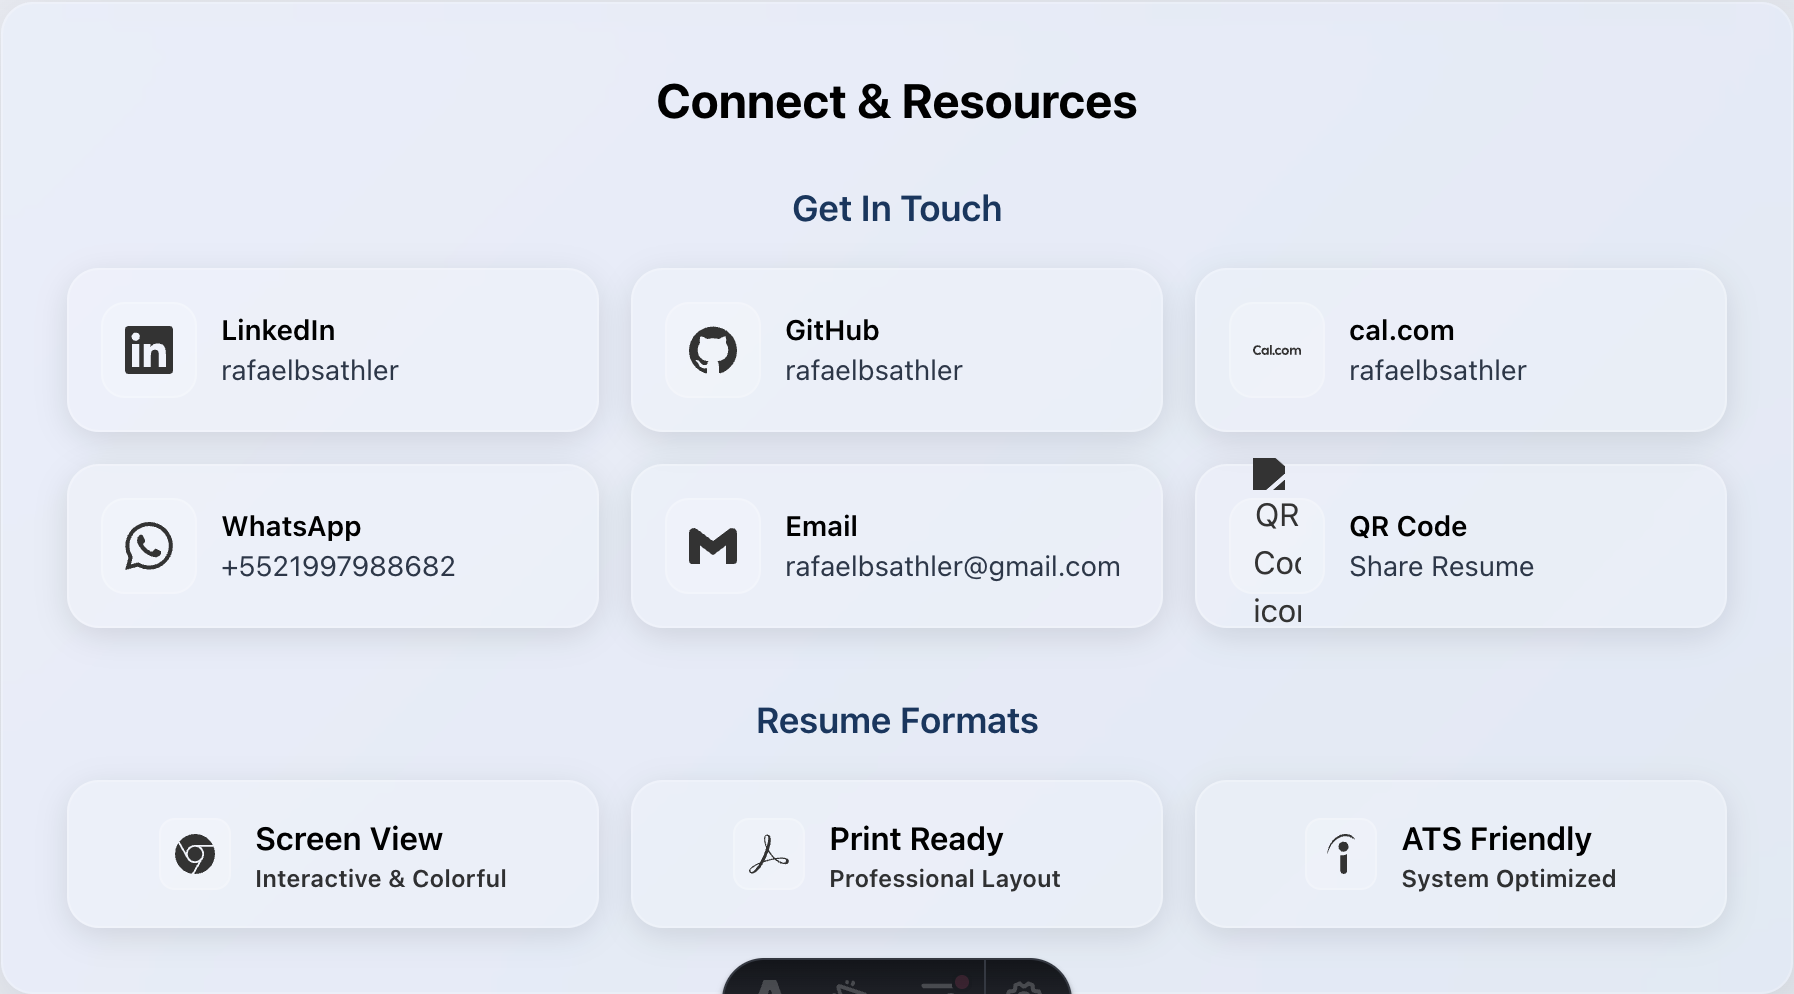 Connect & Resources
Get In Touch
in
LinkedIn
rafaelbsathler
GitHub
rafaelbsathler
Cal.com
cal.com
rafaelbsathler
WhatsApp
+5521997988682
Email
rafaelbsathler@gmail.com
QR
Coc
icon
QR Code
Share Resume
Resume Formats
Screen View
Interactive & Colorful
Print Ready
Professional Layout
ATS Friendly
System Optimized